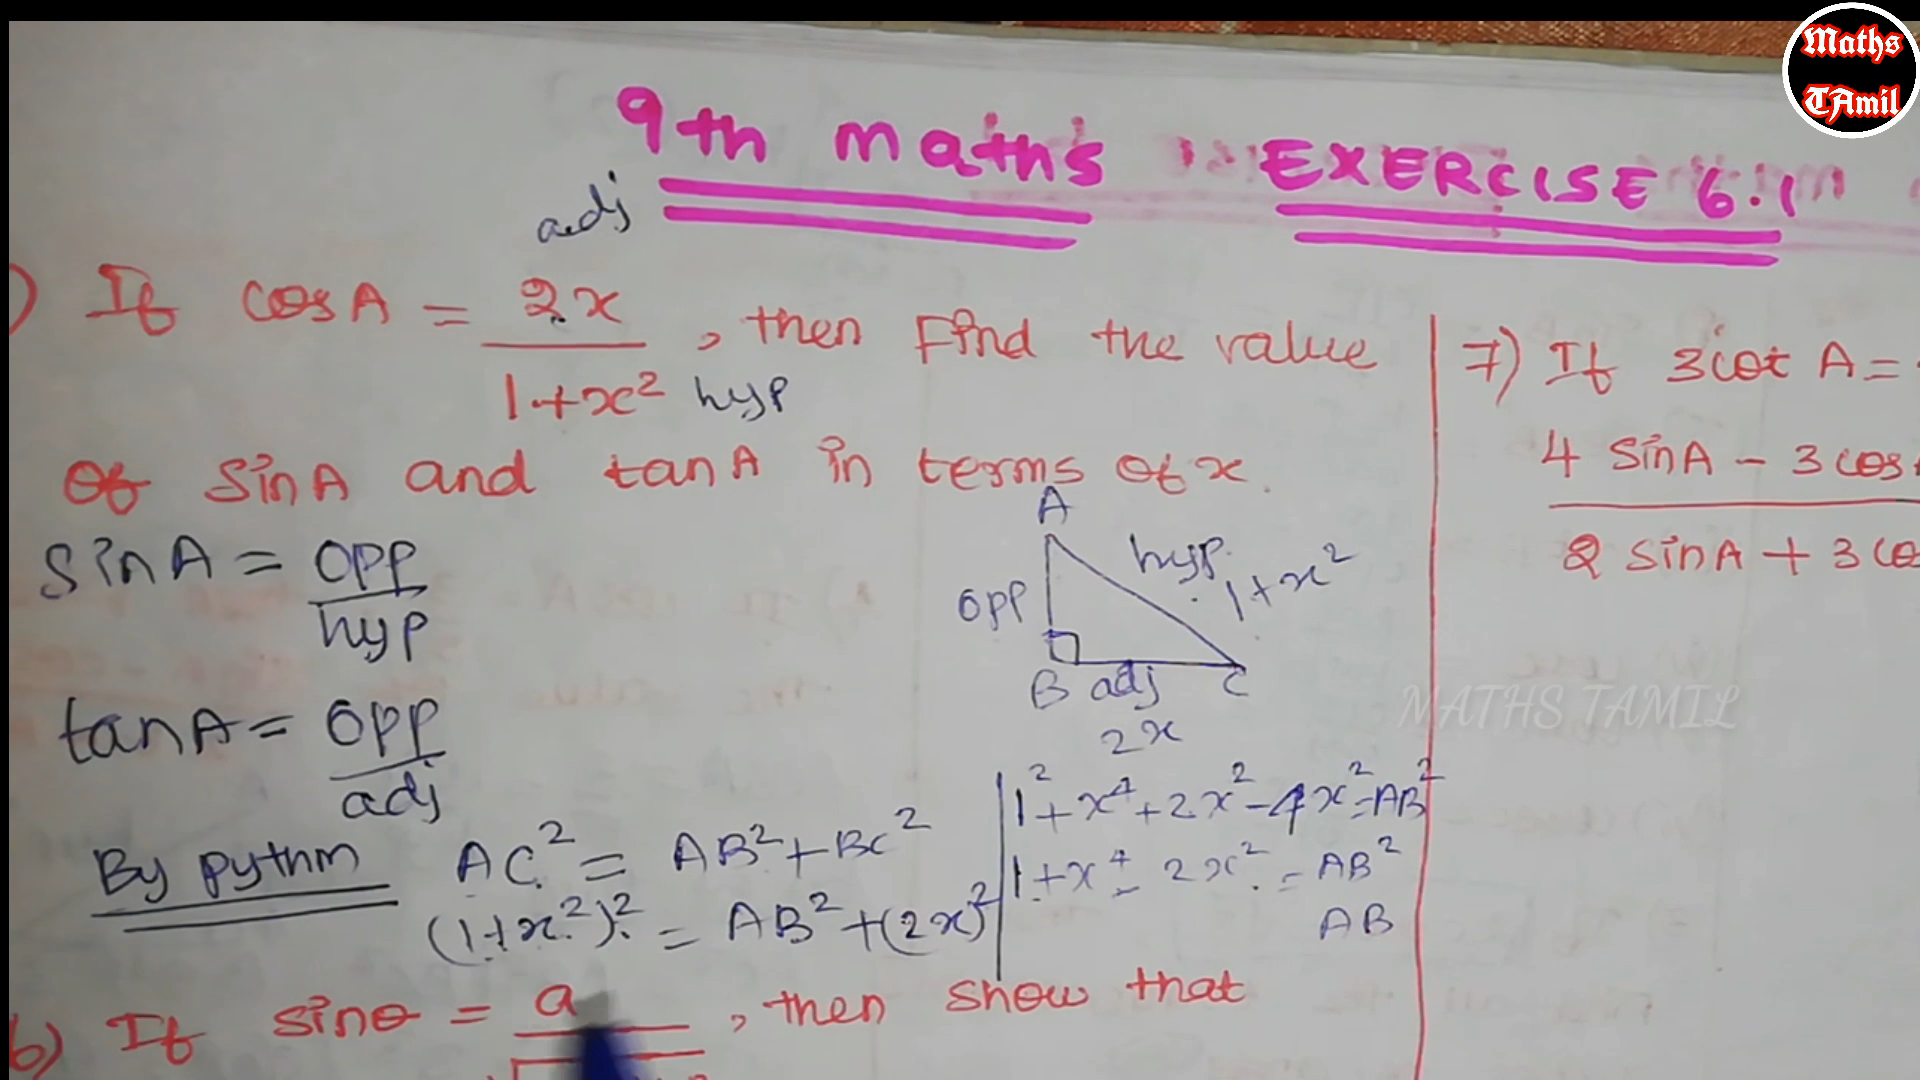 Maths
TAmil
9th maths EXERCISE 6.1
adj
) If cos A = 2x / 1+x² , then Find the value
hyp
of sin A and tan A in terms of x.
sin A = opp / hyp
tan A = opp / adj
By pythm AC² = AB² + BC²
(1+x²)² = AB² + (2x)²
A
hyp
1+x²
opp
B adj C
2x
1² + x⁴ + 2x² - 4x² = AB²
1 + x⁴ - 2x² = AB²
AB
6) If sinθ = a , then show that
7) If 3cot A =
4 sin A - 3 cos
2 sin A + 3 co
MATHS TAMIL